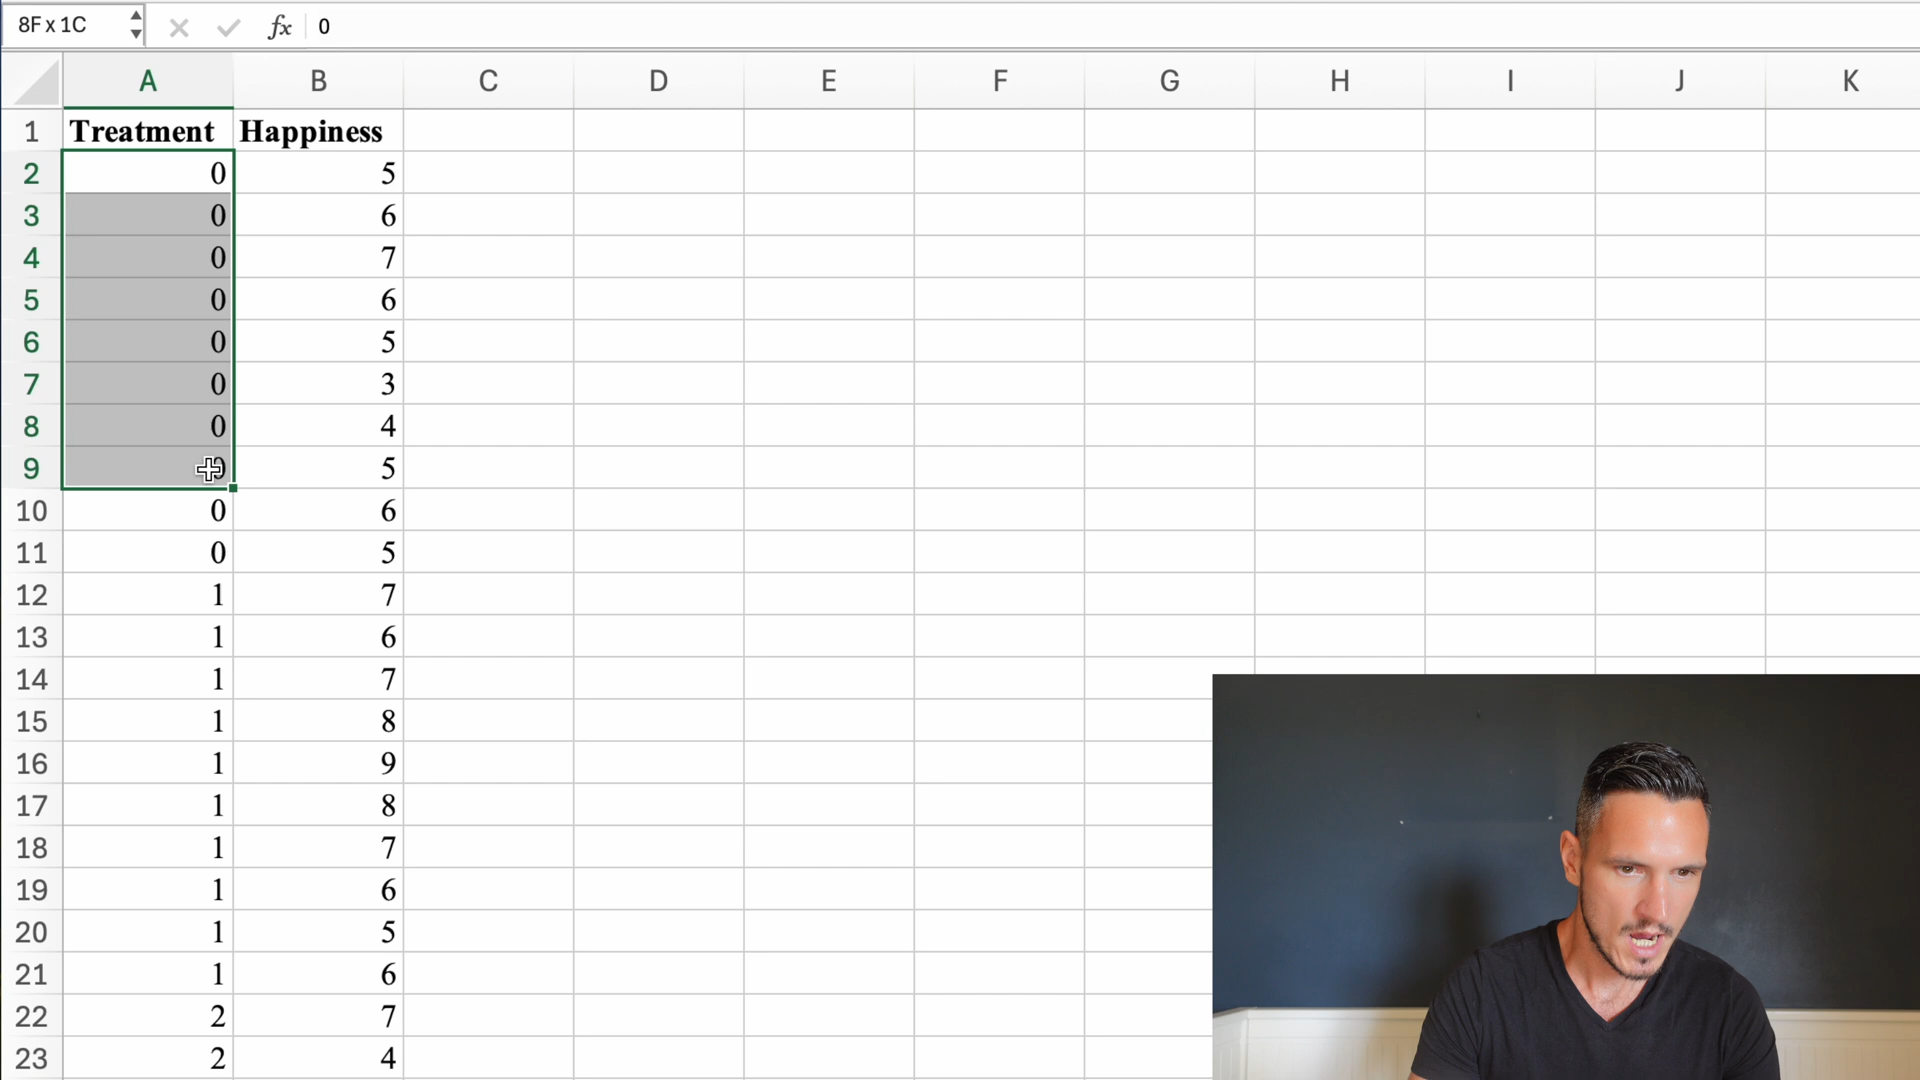 8F x 1C fx 0
A B C D E F G H I J K
1 Treatment Happiness
2 0 5
3 0 6
4 0 7
5 0 6
6 0 5
7 0 3
8 0 4
9 0 5
10 0 6
11 0 5
12 1 7
13 1 6
14 1 7
15 1 8
16 1 9
17 1 8
18 1 7
19 1 6
20 1 5
21 1 6
22 2 7
23 2 4